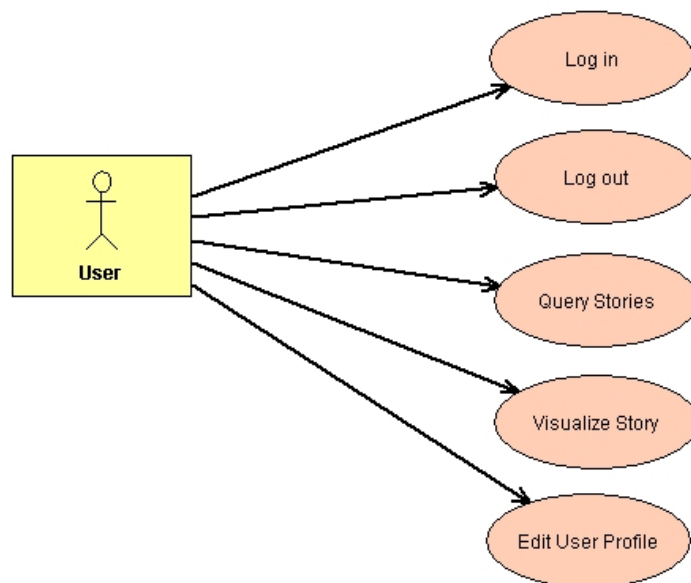 Log in
Log out
User
Query Stories
Visualize Story
Edit User Profile